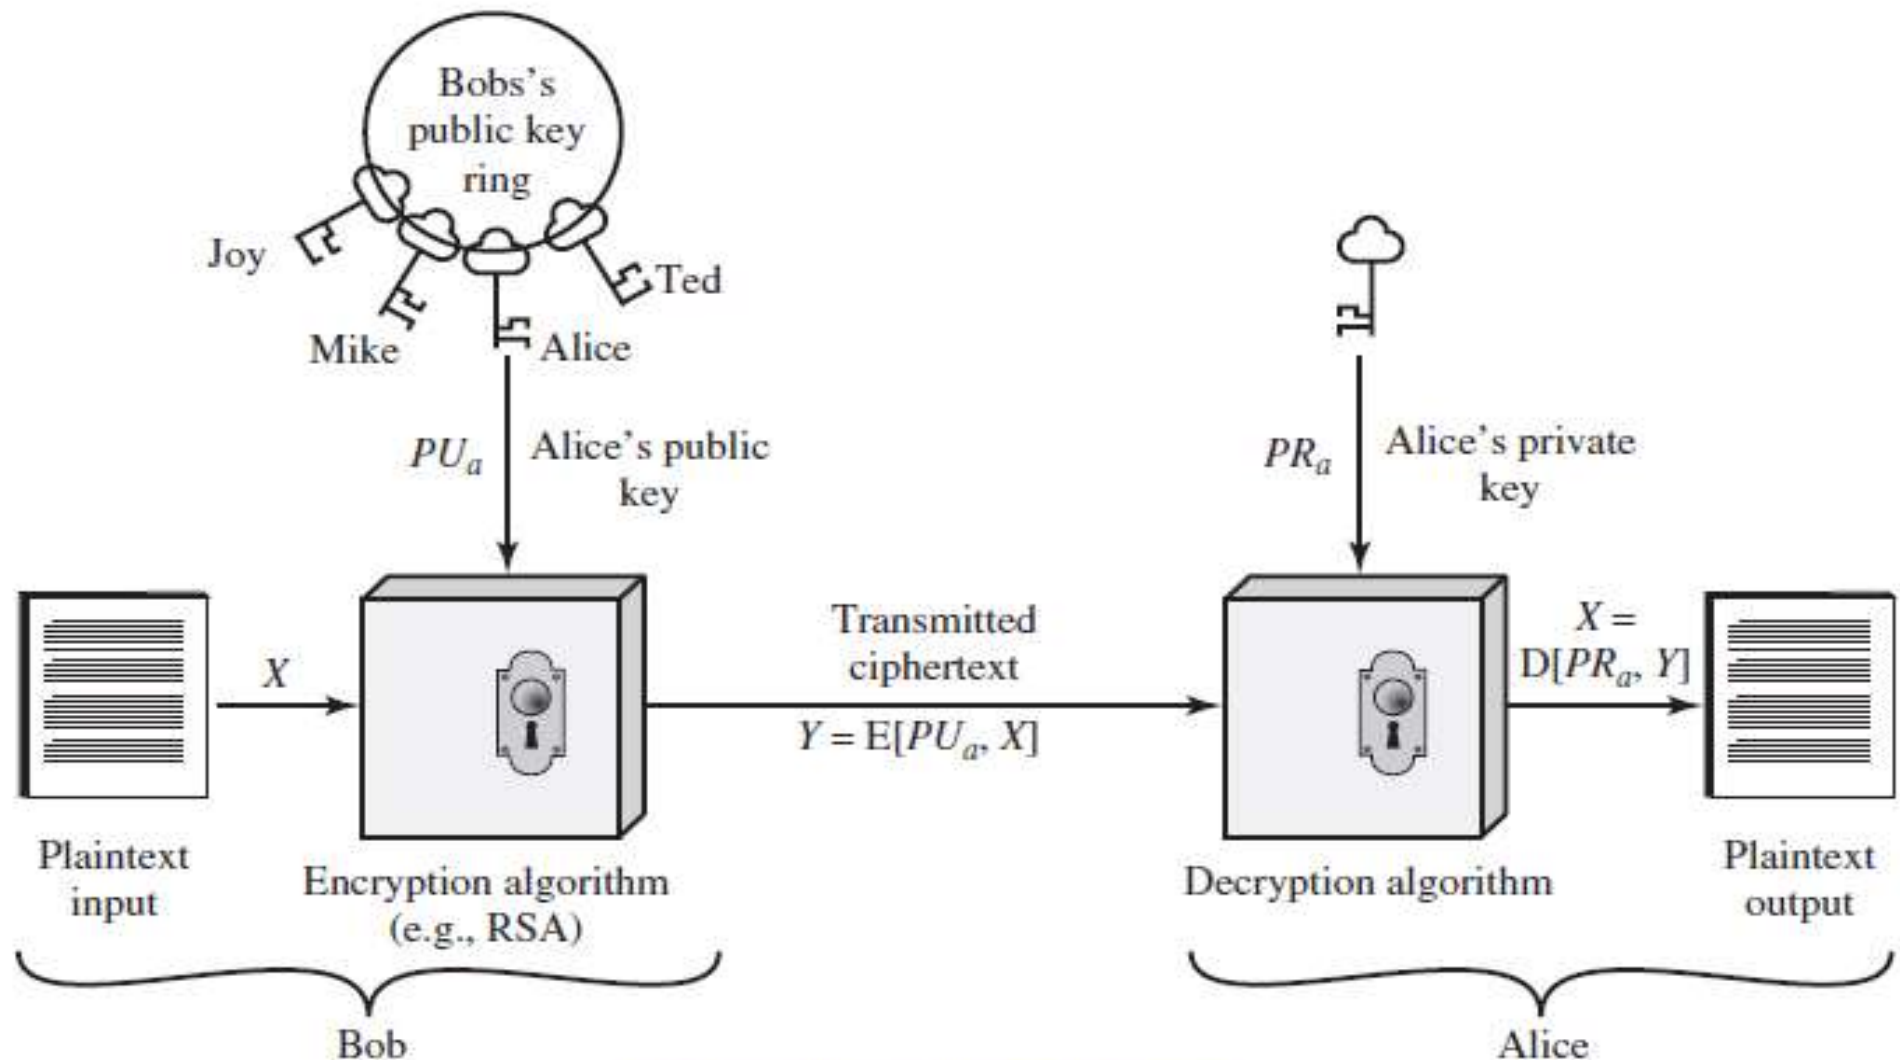 Bobs's
public key
ring
Joy
Ted
Mike
Alice
PUa
Alice's public
key
PRa
Alice's private
key
X
Transmitted
ciphertext
Y = E[PUa, X]
X =
D[PRa, Y]
Plaintext
input
Encryption algorithm
(e.g., RSA)
Decryption algorithm
Plaintext
output
Bob
Alice